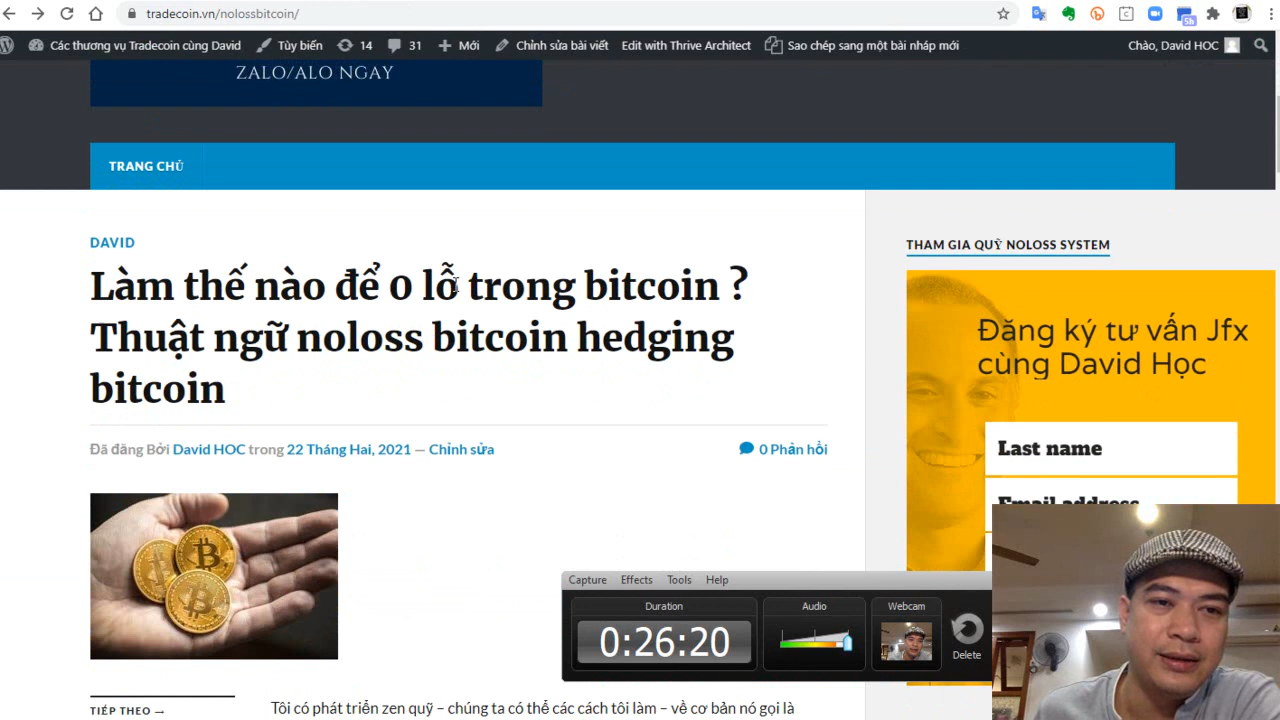 tradecoin.vn/nolossbitcoin/
5h
Các thương vụ Tradecoin cùng David Tùy biến 14 31 Mới Chỉnh sửa bài viết Edit with Thrive Architect Sao chép sang một bài nháp mới Chào, David HOC
ZALO/ALO NGAY
TRANG CHỦ
DAVID
Làm thế nào để 0 lỗ trong bitcoin ?
Thuật ngữ noloss bitcoin hedging
bitcoin
Đã đăng Bởi David HOC trong 22 Tháng Hai, 2021 — Chỉnh sửa
0 Phản hồi
TIẾP THEO →
Tôi có phát triển zen quỹ – chúng ta có thể các cách tôi làm – về cơ bản nó gọi là
THAM GIA QUỸ NOLOSS SYSTEM
Đăng ký tư vấn Jfx
cùng David Học
Last name
Email address
Capture Effects Tools Help
Duration Audio Webcam
0:26:20
Delete